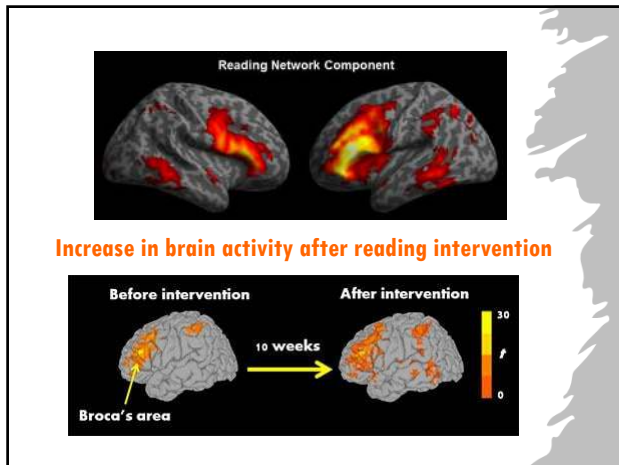 Reading Network Component
Increase in brain activity after reading intervention
Before intervention
After intervention
30
10 weeks
t
0
Broca's area